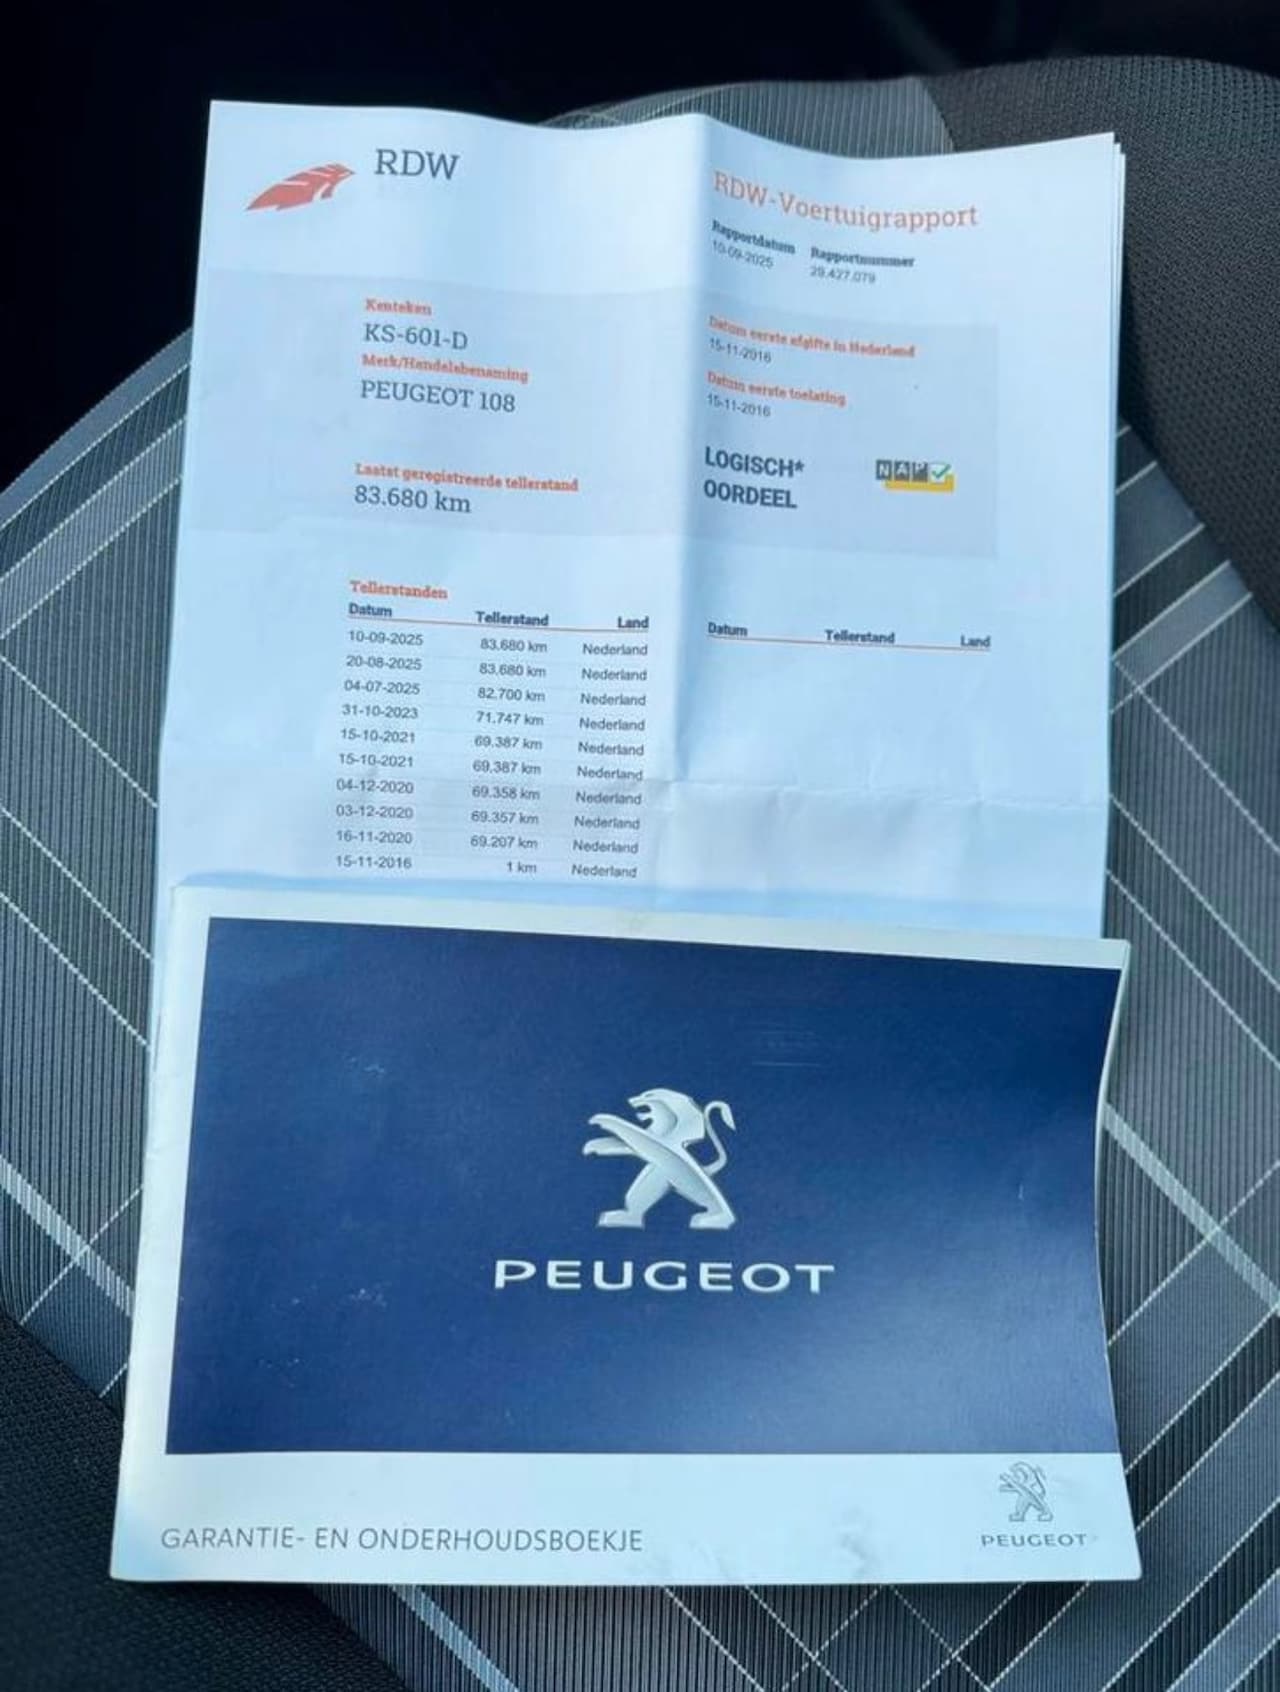 RDW
RDW-Voertuigrapport
Rapportdatum Rapportnummer
10-09-2025 29.427.079
Kenteken
KS-601-D
Merk/Handelsbenaming
PEUGEOT 108
Datum eerste afgifte in Nederland
15-11-2016
Datum eerste toelating
15-11-2016
Laatst geregistreerde tellerstand
83.680 km
LOGISCH*
OORDEEL
NAP
Tellerstanden
Datum Tellerstand Land
10-09-2025 83.680 km Nederland
20-08-2025 83.680 km Nederland
04-07-2025 82.700 km Nederland
31-10-2023 71.747 km Nederland
15-10-2021 69.387 km Nederland
15-10-2021 69.387 km Nederland
04-12-2020 69.358 km Nederland
03-12-2020 69.357 km Nederland
16-11-2020 69.207 km Nederland
15-11-2016 1 km Nederland
Datum Tellerstand Land
PEUGEOT
GARANTIE- EN ONDERHOUDSBOEKJE
PEUGEOT